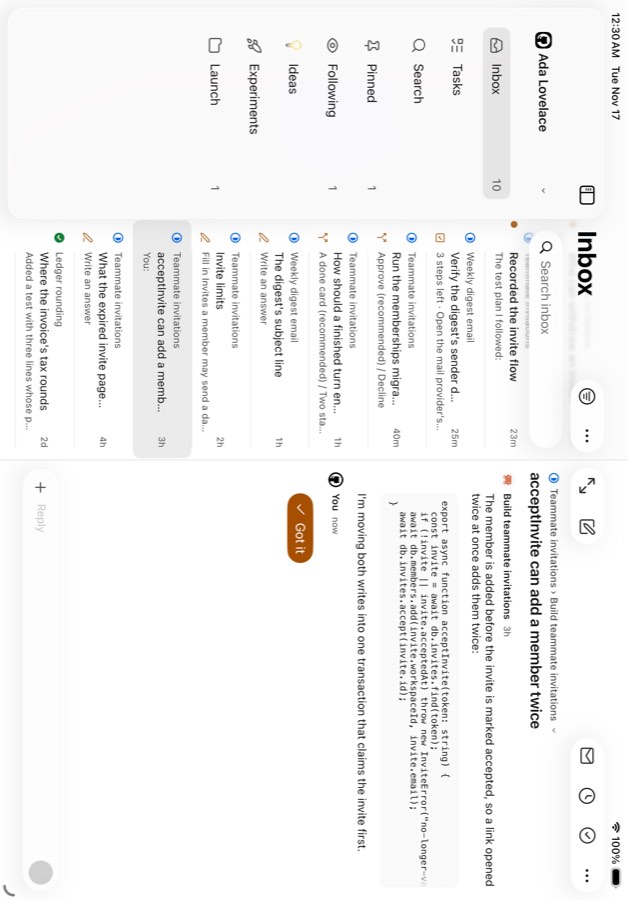 12:30 AM Tue Nov 17
100%
Ada Lovelace
Inbox 10
Tasks
Search
Pinned 1
Following 1
Ideas
Experiments
Launch 1
Inbox
Search inbox
Teammate invitations
Recorded the invite flow 23m
The test plan I followed:
Weekly digest email
Verify the digest's sender d... 25m
3 steps left · Open the mail provider's...
Teammate invitations
Run the memberships migra... 40m
Approve (recommended) / Decline
Teammate invitations
How should a finished turn en... 1h
A done card (recommended) / Two sta...
Weekly digest email
The digest's subject line 1h
Write an answer
Teammate invitations
Invite limits 2h
Fill in Invites a member may send a da...
Teammate invitations
acceptInvite can add a memb... 3h
You:
Teammate invitations
What the expired invite page... 4h
Write an answer
Ledger rounding
Where the invoice's tax rounds 2d
Added a test with three lines whose p...
Teammate invitations › Build teammate invitations
acceptInvite can add a member twice
Build teammate invitations 3h
The member is added before the invite is marked accepted, so a link opened
twice at once adds them twice:
export async function acceptInvite(token: string) {
const invite = await db.invites.find(token);
if (!invite || invite.acceptedAt) throw new InviteError("no-longer-v
await db.members.add(invite.workspaceId, invite.email);
await db.invites.accept(invite.id);
}
I'm moving both writes into one transaction that claims the invite first.
You now
Got it
Reply